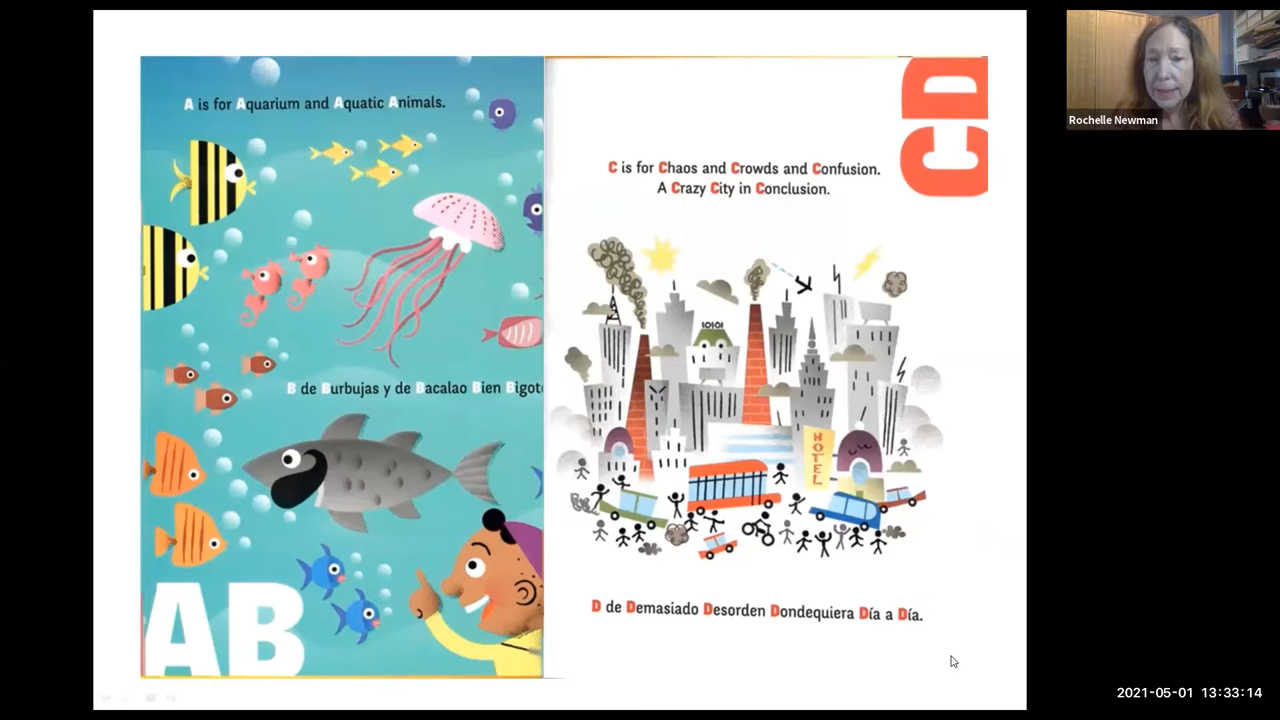 A is for Aquarium and Aquatic Animals.
B de Burbujas y de Bacalao Bien
AB
CD
C is for Chaos and Crowds and Confusion.
A Crazy City in Conclusion.
HOTEL
D de Demasiado Desorden Dondequiera Día a Día.
Rochelle Newman
2021-05-01 13:33:14